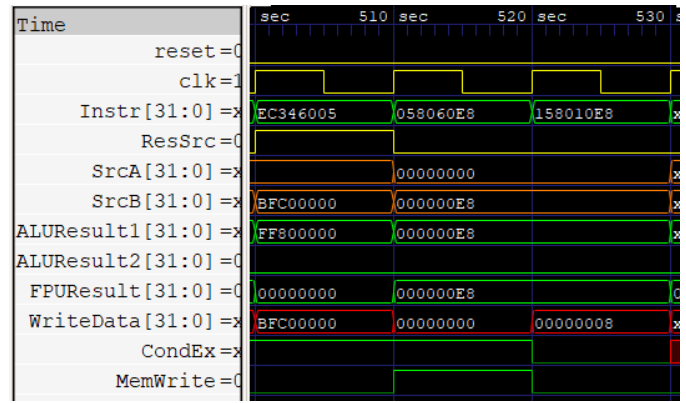 Time sec 510 sec 520 sec 530 s
reset=0
clk=1
Instr[31:0]=x EC346005 058060E8 158010E8 x
ResSrc=0
SrcA[31:0]=x 00000000 x
SrcB[31:0]=x BFC00000 000000E8 x
ALUResult1[31:0]=x FF800000 000000E8 x
ALUResult2[31:0]=0
FPUResult[31:0]=0 00000000 000000E8 0
WriteData[31:0]=x BFC00000 00000000 00000008 x
CondEx=x
MemWrite=0